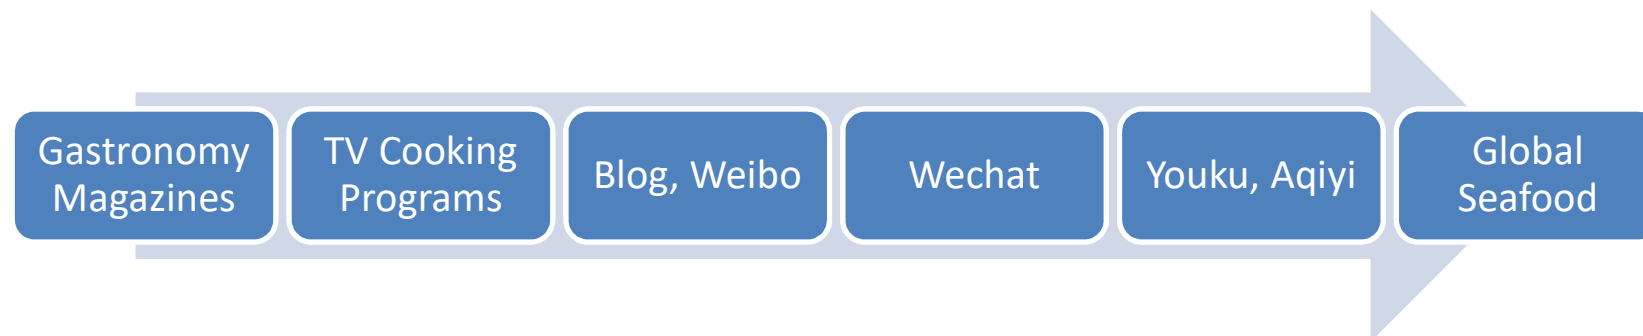 Gastronomy
Magazines
TV Cooking
Programs
Blog, Weibo
Wechat
Youku, Aqiyi
Global
Seafood